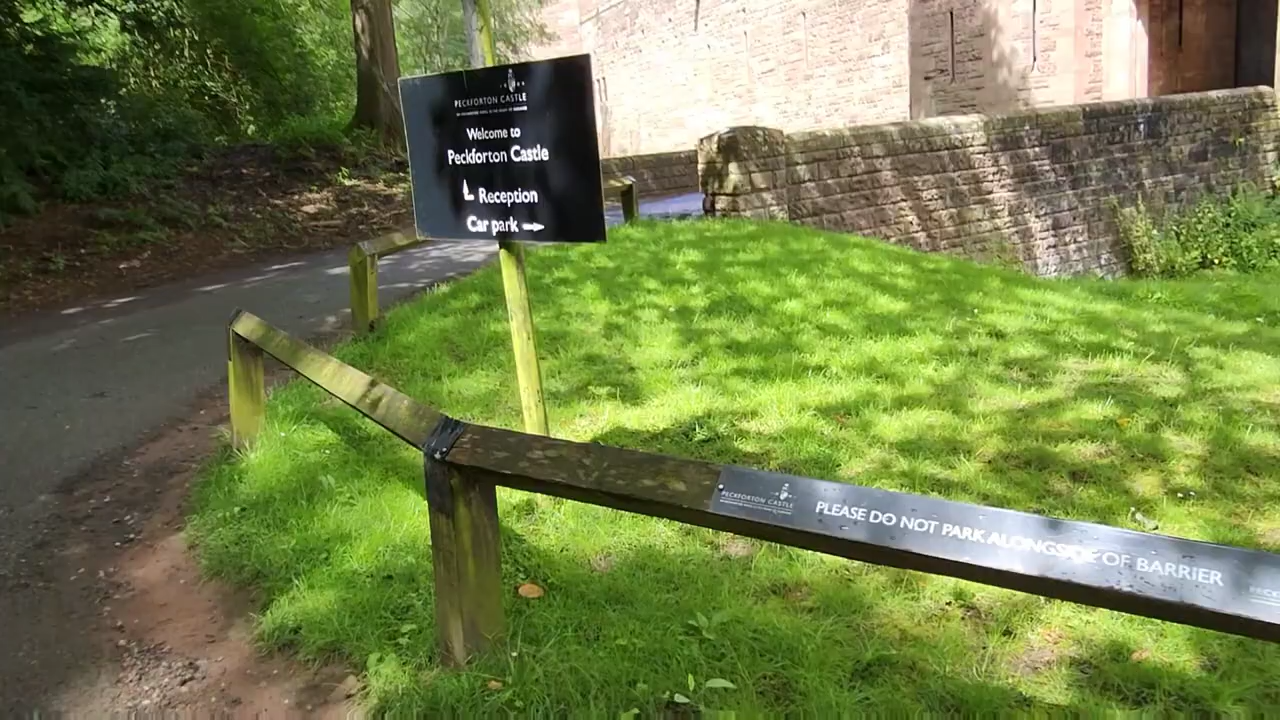 PECKFORTON CASTLE
Welcome to
Peckforton Castle
Reception
Car park
PECKFORTON CASTLE
PLEASE DO NOT PARK ALONGSIDE OF BARRIER